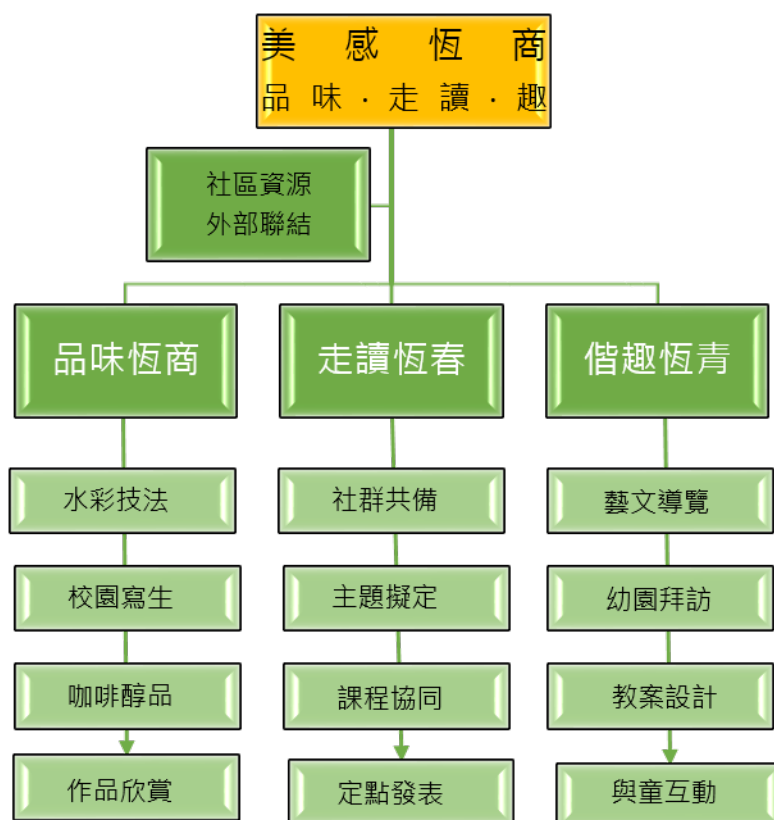 美感恆商
品味·走讀·趣
社區資源
外部聯結
品味恆商
走讀恆春
偕趣恆青
水彩技法
社群共備
藝文導覽
校園寫生
主題擬定
幼園拜訪
咖啡醇品
課程協同
教案設計
作品欣賞
定點發表
與童互動